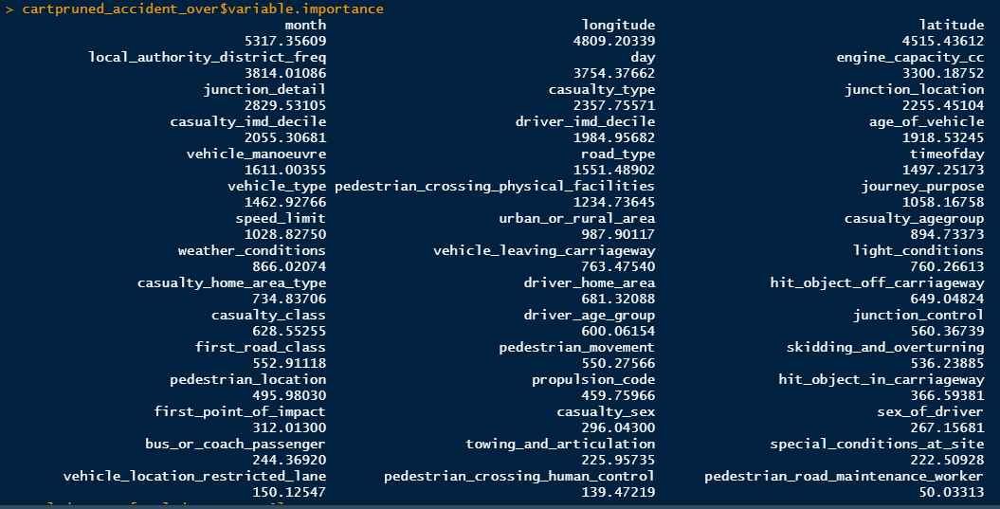 > cartpruned_accident_over$variable.importance
month longitude latitude
5317.35609 4809.20339 4515.43612
local_authority_district_freq day engine_capacity_cc
3814.01086 3754.37662 3300.18752
junction_detail casualty_type junction_location
2829.53105 2357.75571 2255.45104
casualty_imd_decile driver_imd_decile age_of_vehicle
2055.30681 1984.95682 1918.53245
vehicle_manoeuvre road_type timeofday
1611.00355 1551.48902 1497.25173
vehicle_type pedestrian_crossing_physical_facilities journey_purpose
1462.92766 1234.73645 1058.16758
speed_limit urban_or_rural_area casualty_agegroup
1028.82750 987.90117 894.73373
weather_conditions vehicle_leaving_carriageway light_conditions
866.02074 763.47540 760.26613
casualty_home_area_type driver_home_area hit_object_off_carriageway
734.83706 681.32088 649.04824
casualty_class driver_age_group junction_control
628.55255 600.06154 560.36739
first_road_class pedestrian_movement skidding_and_overturning
552.91118 550.27566 536.23885
pedestrian_location propulsion_code hit_object_in_carriageway
495.98030 459.75966 366.59381
first_point_of_impact casualty_sex sex_of_driver
312.01300 296.04300 267.15681
bus_or_coach_passenger towing_and_articulation special_conditions_at_site
244.36920 225.95735 222.50928
vehicle_location_restricted_lane pedestrian_crossing_human_control pedestrian_road_maintenance_worker
150.12547 139.47219 50.03313